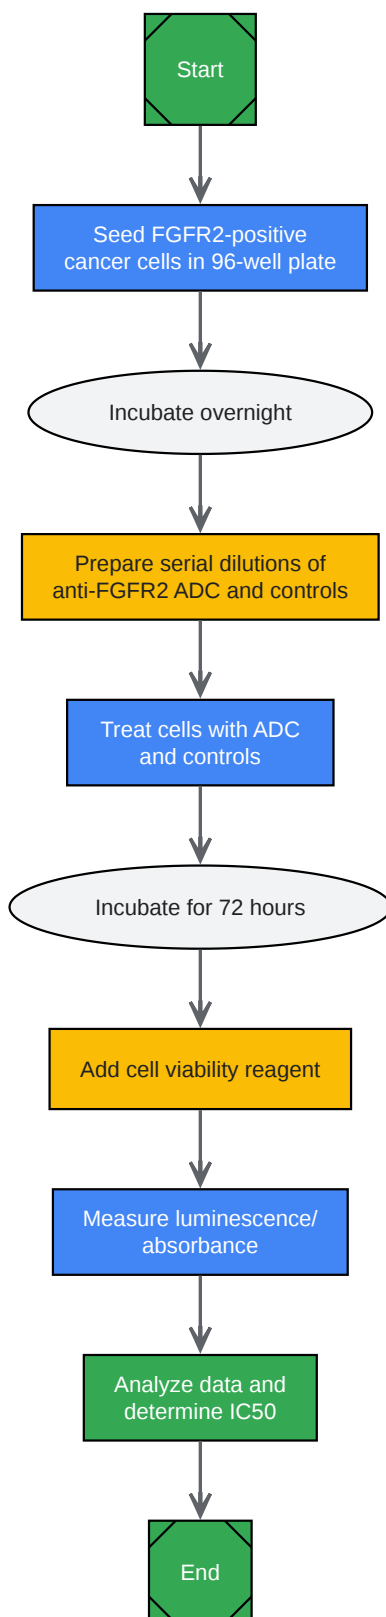 Start
Seed FGFR2-positive
cancer cells in 96-well plate
Incubate overnight
Prepare serial dilutions of
anti-FGFR2 ADC and controls
Treat cells with ADC
and controls
Incubate for 72 hours
Add cell viability reagent
Measure luminescence/
absorbance
Analyze data and
determine IC50
End